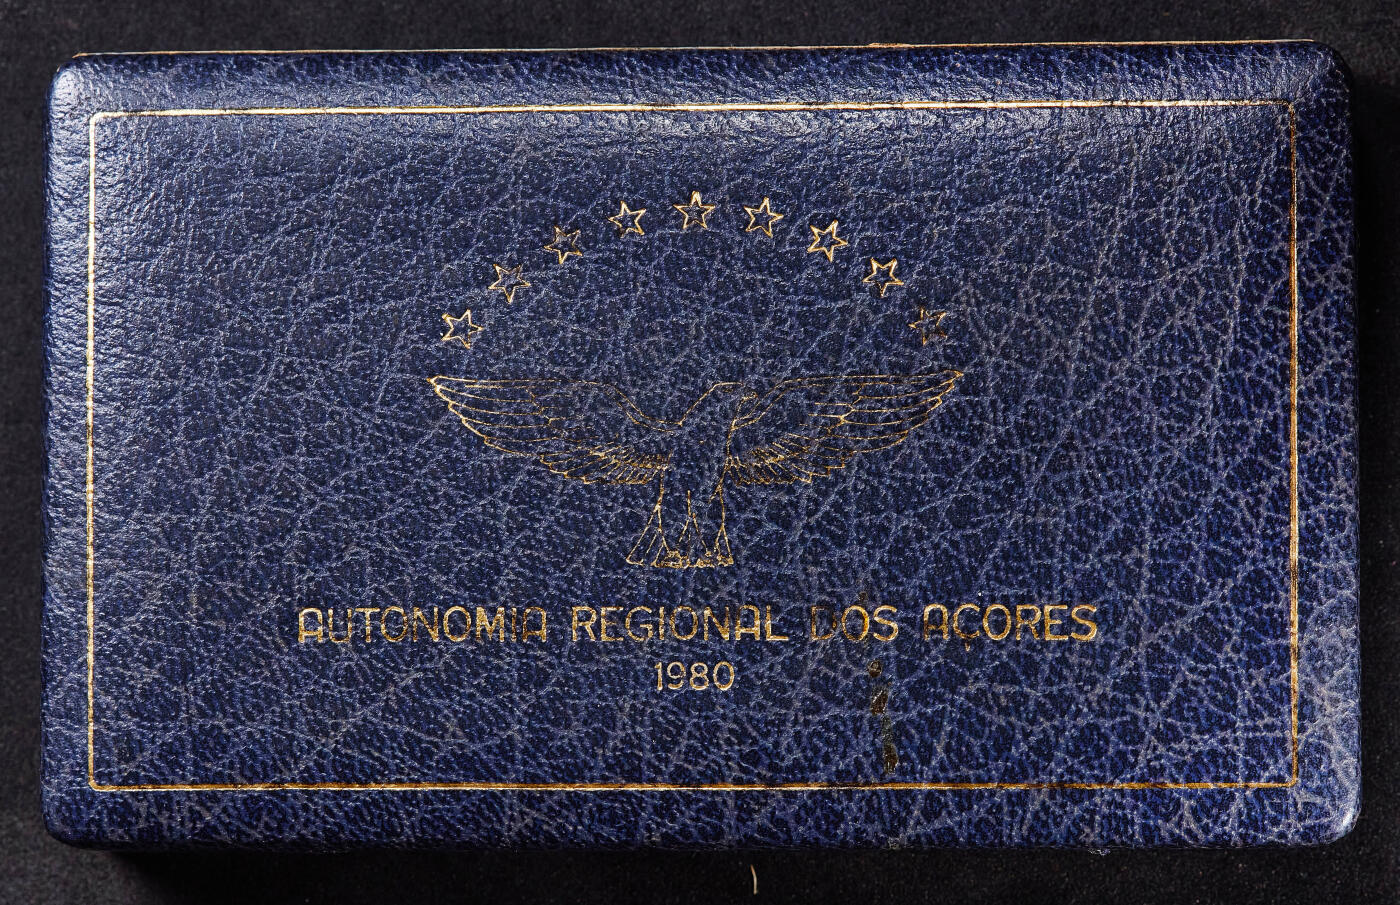 AUTONOMIA REGIONAL DOS AÇORES
1980